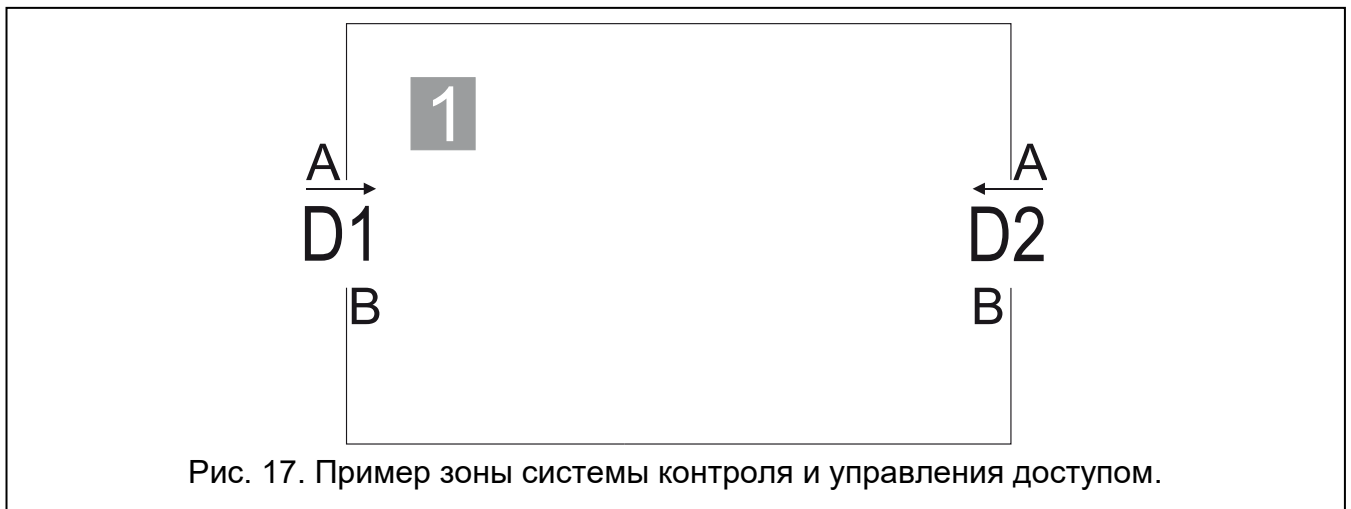 1
A
A
D1
D2
B
B
Рис. 17. Пример зоны системы контроля и управления доступом.